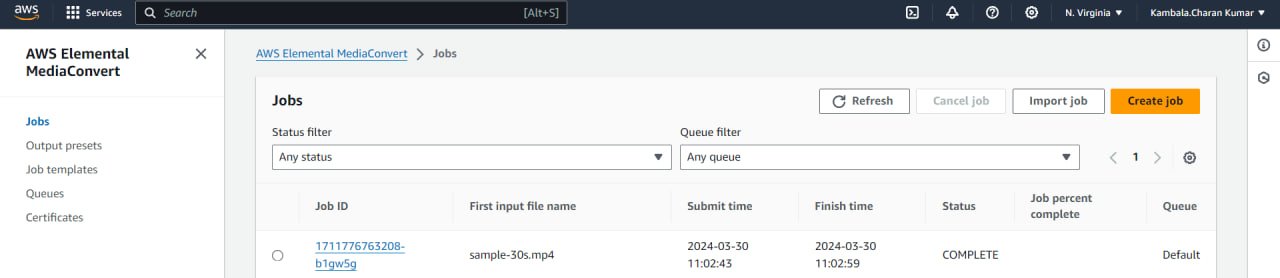 aws
Services
Search
[Alt+S]
N. Virginia
Kambala.Charan Kumar
AWS Elemental
MediaConvert
Jobs
Output presets
Job templates
Queues
Certificates
AWS Elemental MediaConvert
Jobs
Jobs
Refresh
Cancel job
Import job
Create job
Status filter
Queue filter
Any status
Any queue
1
Job ID
First input file name
Submit time
Finish time
Status
Job percent
complete
Queue
1711776763208-
b1gw5g
sample-30s.mp4
2024-03-30
11:02:43
2024-03-30
11:02:59
COMPLETE
Default